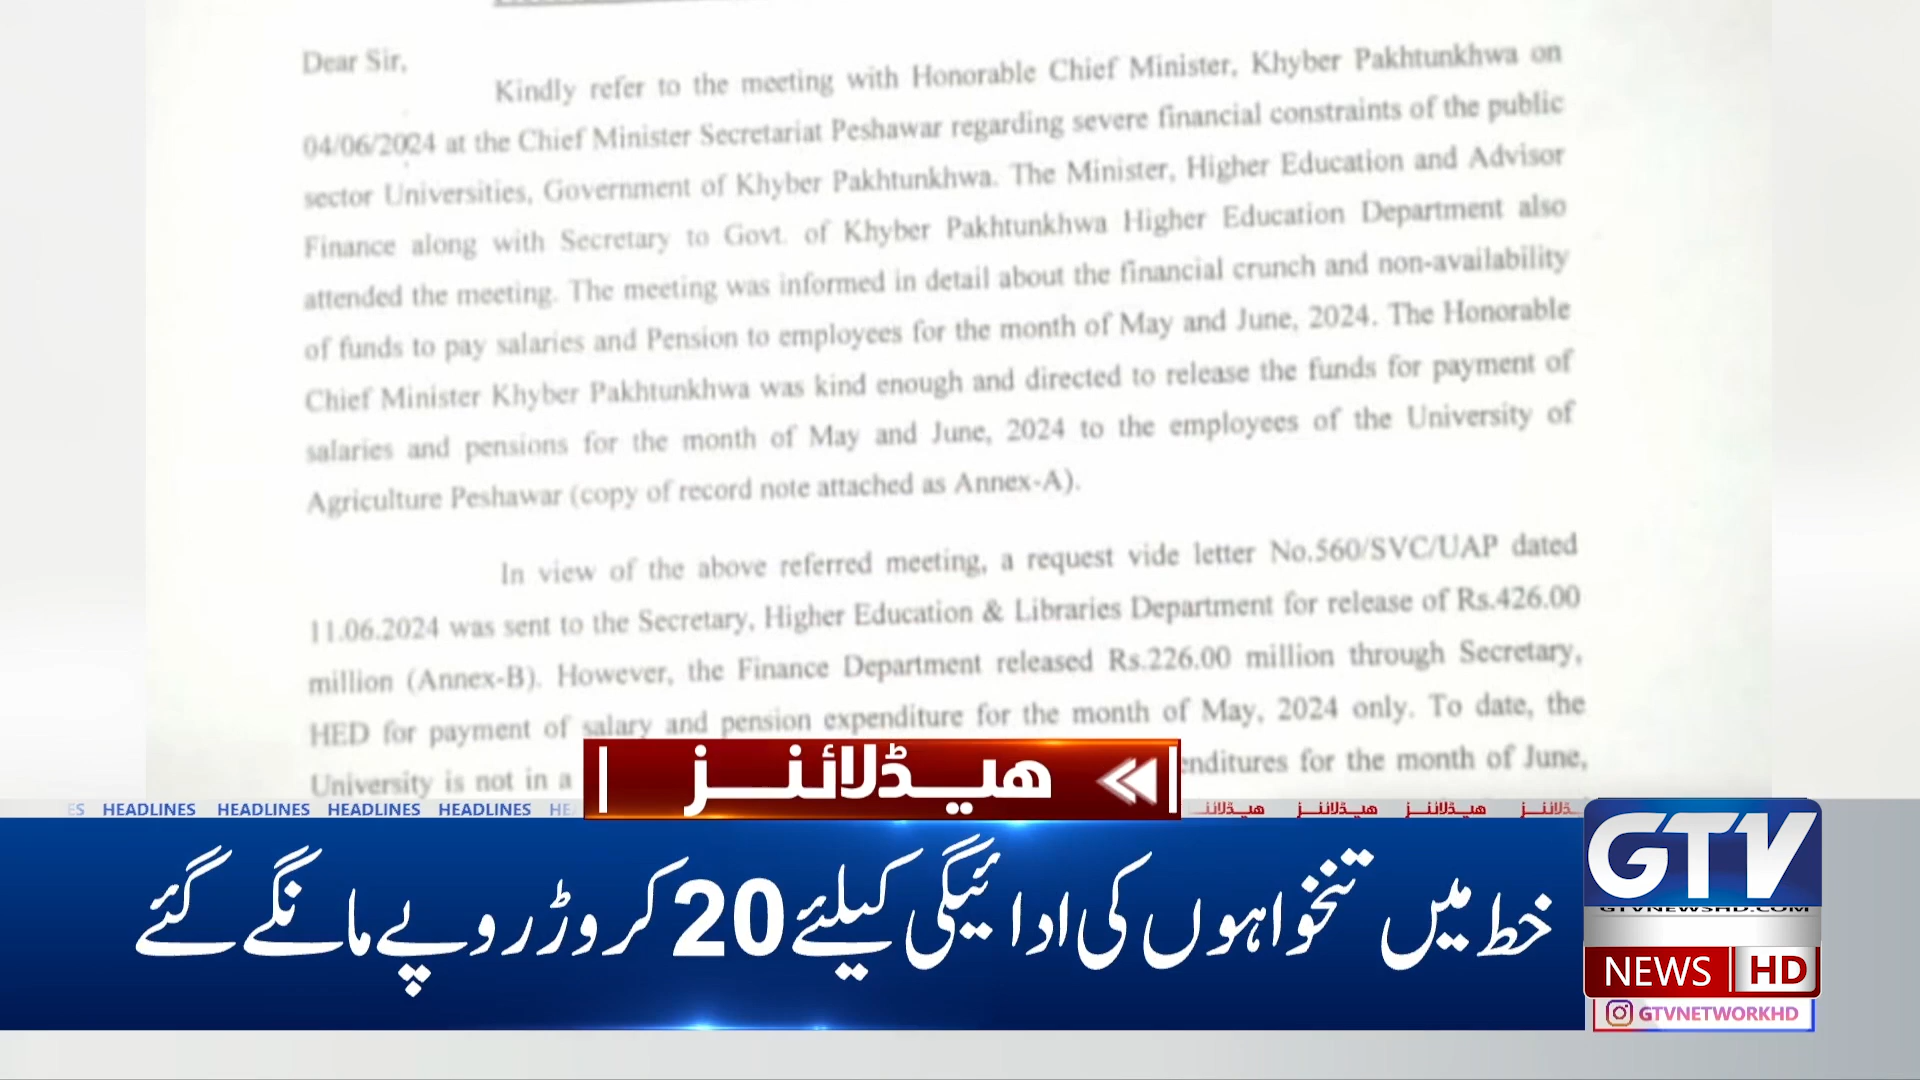 Dear Sir,
Kindly refer to the meeting with Honorable Chief Minister, Khyber Pakhtunkhwa on
04/06/2024 at the Chief Minister Secretariat Peshawar regarding severe financial constraints of the public
sector Universities, Government of Khyber Pakhtunkhwa. The Minister, Higher Education and Advisor
Finance along with Secretary to Govt. of Khyber Pakhtunkhwa Higher Education Department also
attended the meeting. The meeting was informed in detail about the financial crunch and non-availability
of funds to pay salaries and Pension to employees for the month of May and June, 2024. The Honorable
Chief Minister Khyber Pakhtunkhwa was kind enough and directed to release the funds for payment of
salaries and pensions for the month of May and June, 2024 to the employees of the University of
Agriculture Peshawar (copy of record note attached as Annex-A).
In view of the above referred meeting, a request vide letter No.560/SVC/UAP dated
11.06.2024 was sent to the Secretary, Higher Education & Libraries Department for release of Rs.426.00
million (Annex-B). However, the Finance Department released Rs.226.00 million through Secretary,
HED for payment of salary and pension expenditure for the month of May, 2024 only. To date, the
University is not in a
enditures for the month of June,
ھیڈلائنز
ES HEADLINES HEADLINES HEADLINES HEADLINES HE
ھیڈلائنز ھیڈلائنز ھیڈلائنز ھیڈلائنز
خط میں تنخواہوں کی ادائیگی کیلئے 20 کروڑ روپے مانگے گئے
GTV
GTVNEWSHD.COM
NEWS HD
GTVNETWORKHD